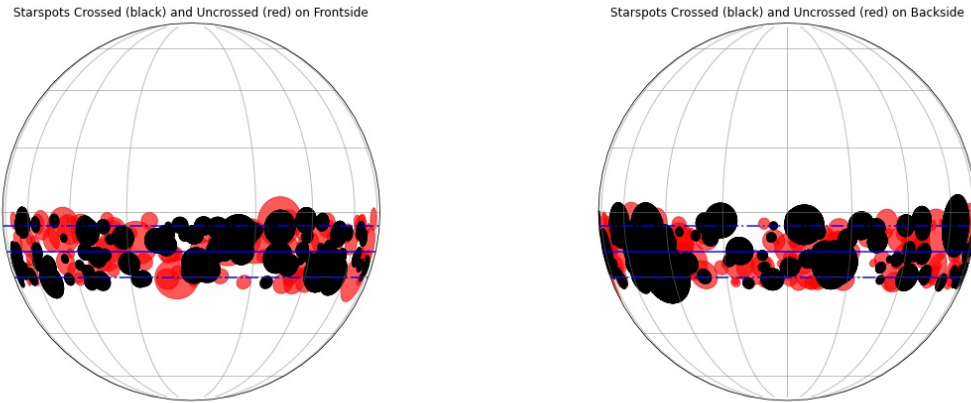 Starspots Crossed (black) and Uncrossed (red) on Frontside
Starspots Crossed (black) and Uncrossed (red) on Backside